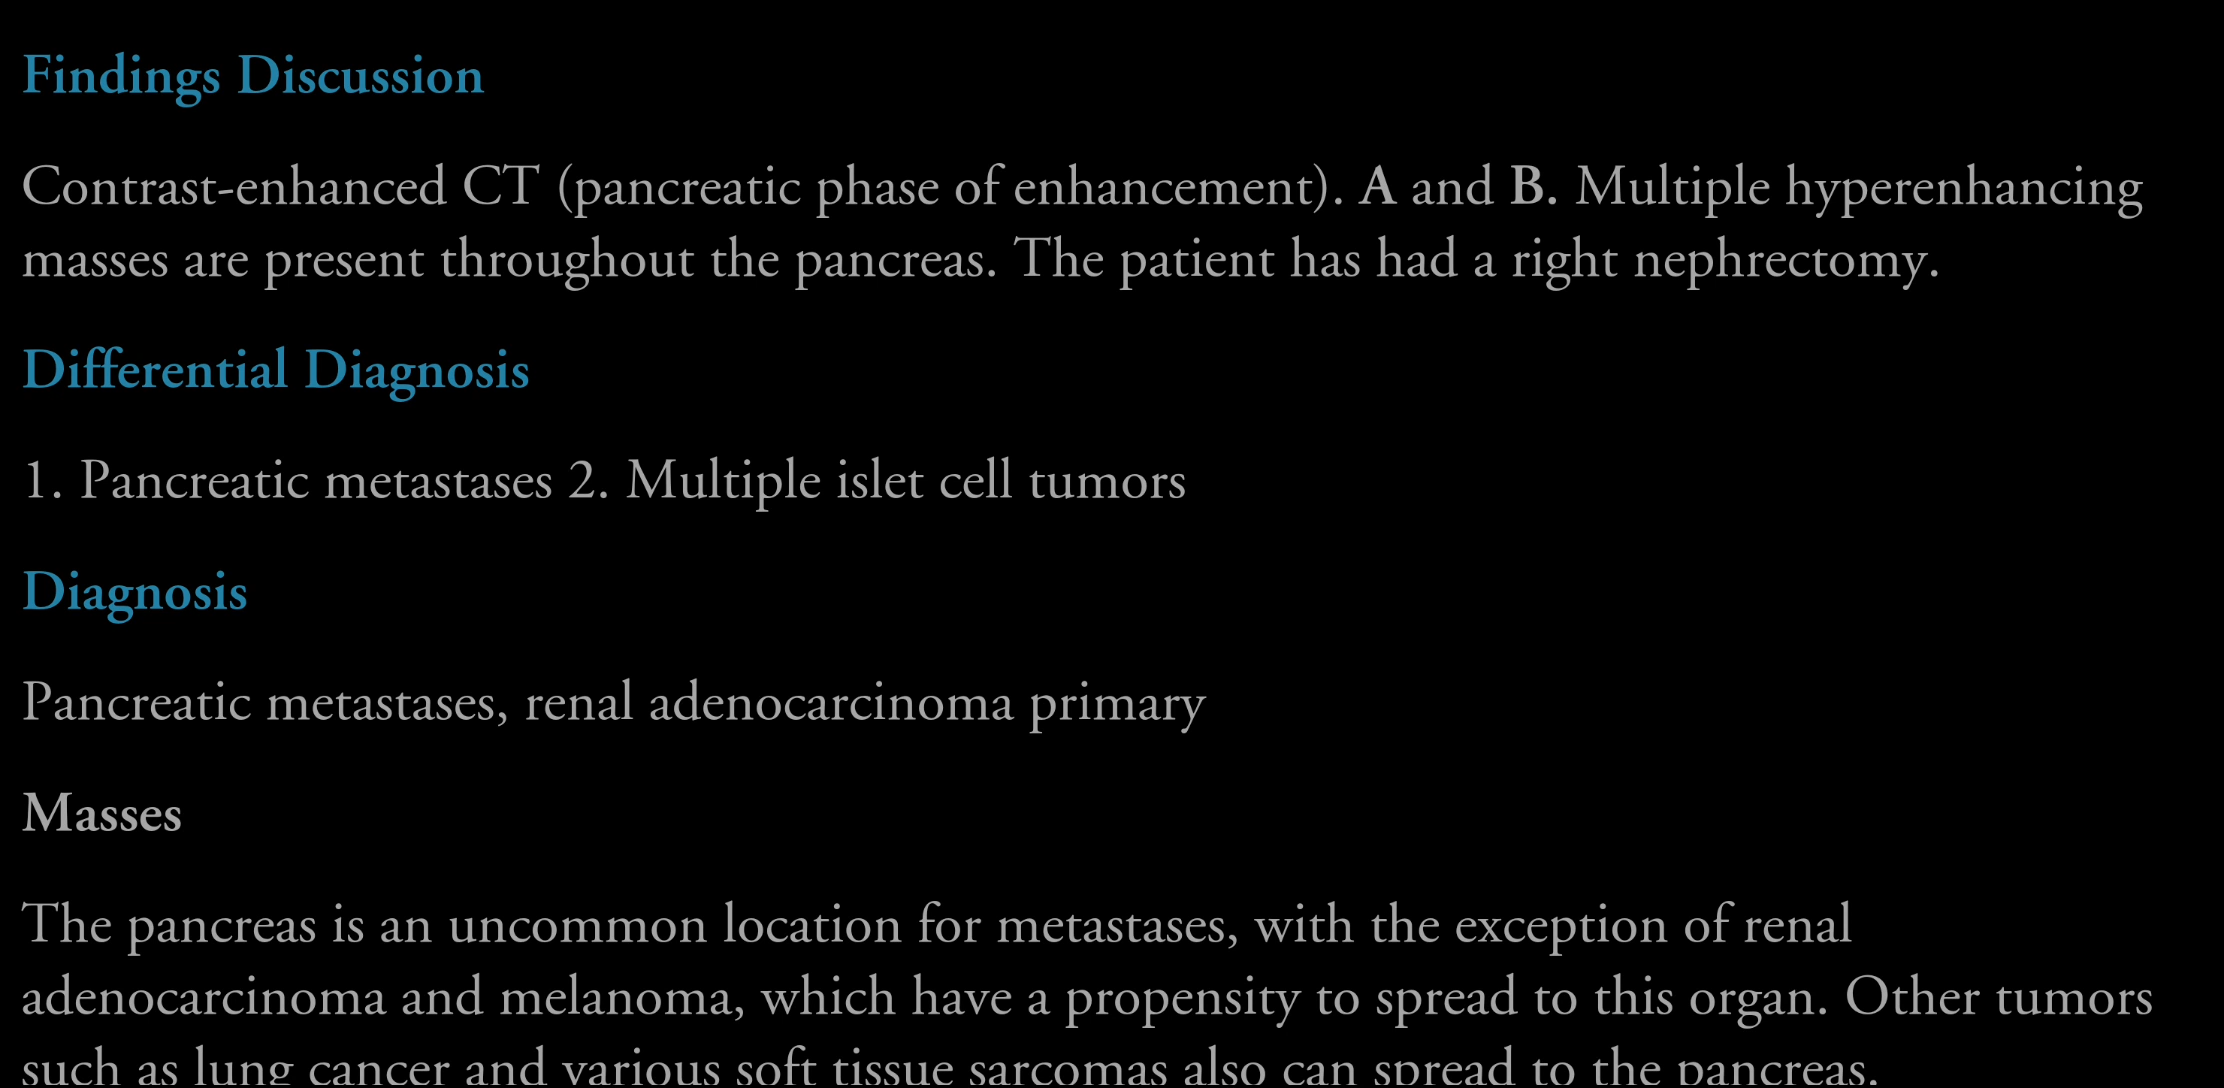 Findings Discussion
Contrast-enhanced CT (pancreatic phase of enhancement). A and B. Multiple hyperenhancing
masses are present throughout the pancreas. The patient has had a right nephrectomy.
Differential Diagnosis
1. Pancreatic metastases 2. Multiple islet cell tumors
Diagnosis
Pancreatic metastases, renal adenocarcinoma primary
Masses
The pancreas is an uncommon location for metastases, with the exception of renal
adenocarcinoma and melanoma, which have a propensity to spread to this organ. Other tumors
such as lung cancer and various soft tissue sarcomas also can spread to the pancreas.